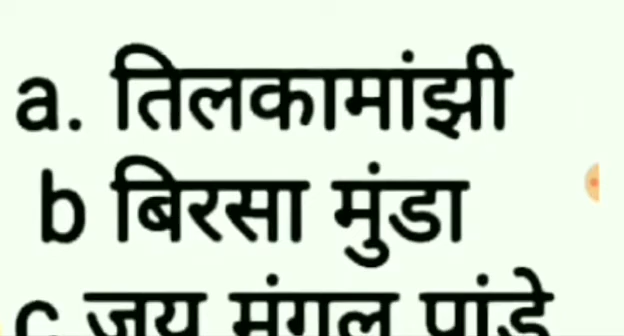 a. तिलकामांझी
b बिरसा मुंडा
c जय मंगल पांडे